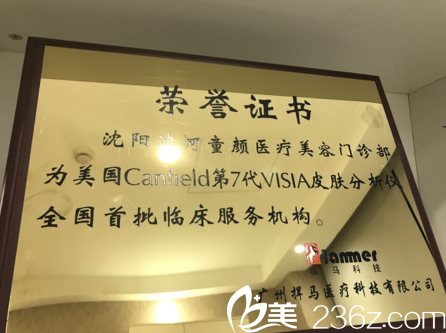 荣誉证书
沈阳沈河童颜医疗美容门诊部
为美国Canfield第7代VISIA皮肤分析仪
全国首批临床服务机构。
Hammer
捍马科技
广州捍马医疗科技有限公司
美 236z.com